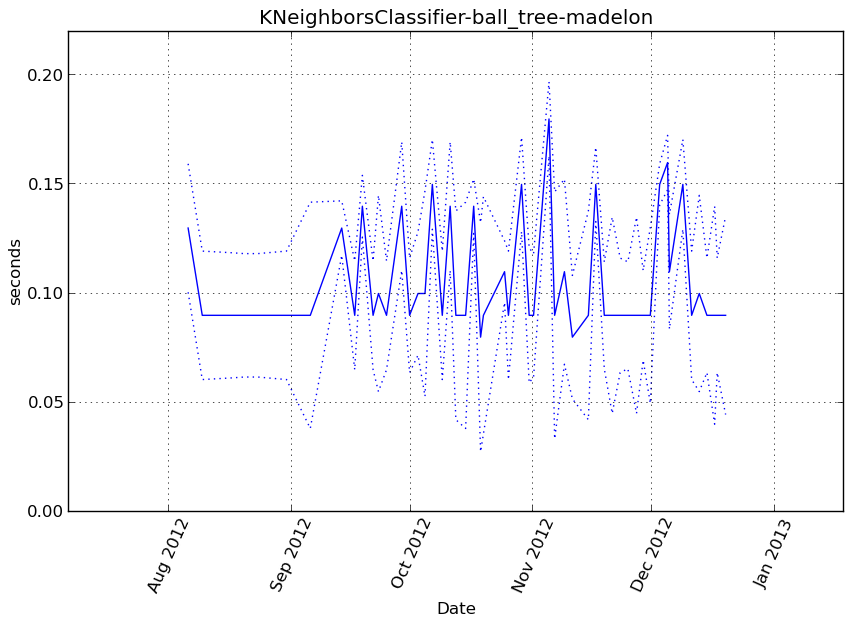 KNeighborsClassifier-ball_tree-madelon
0.20
0.15
0.10
0.05
0.00
seconds
Aug 2012
Sep 2012
Oct 2012
Nov 2012
Dec 2012
Jan 2013
Date